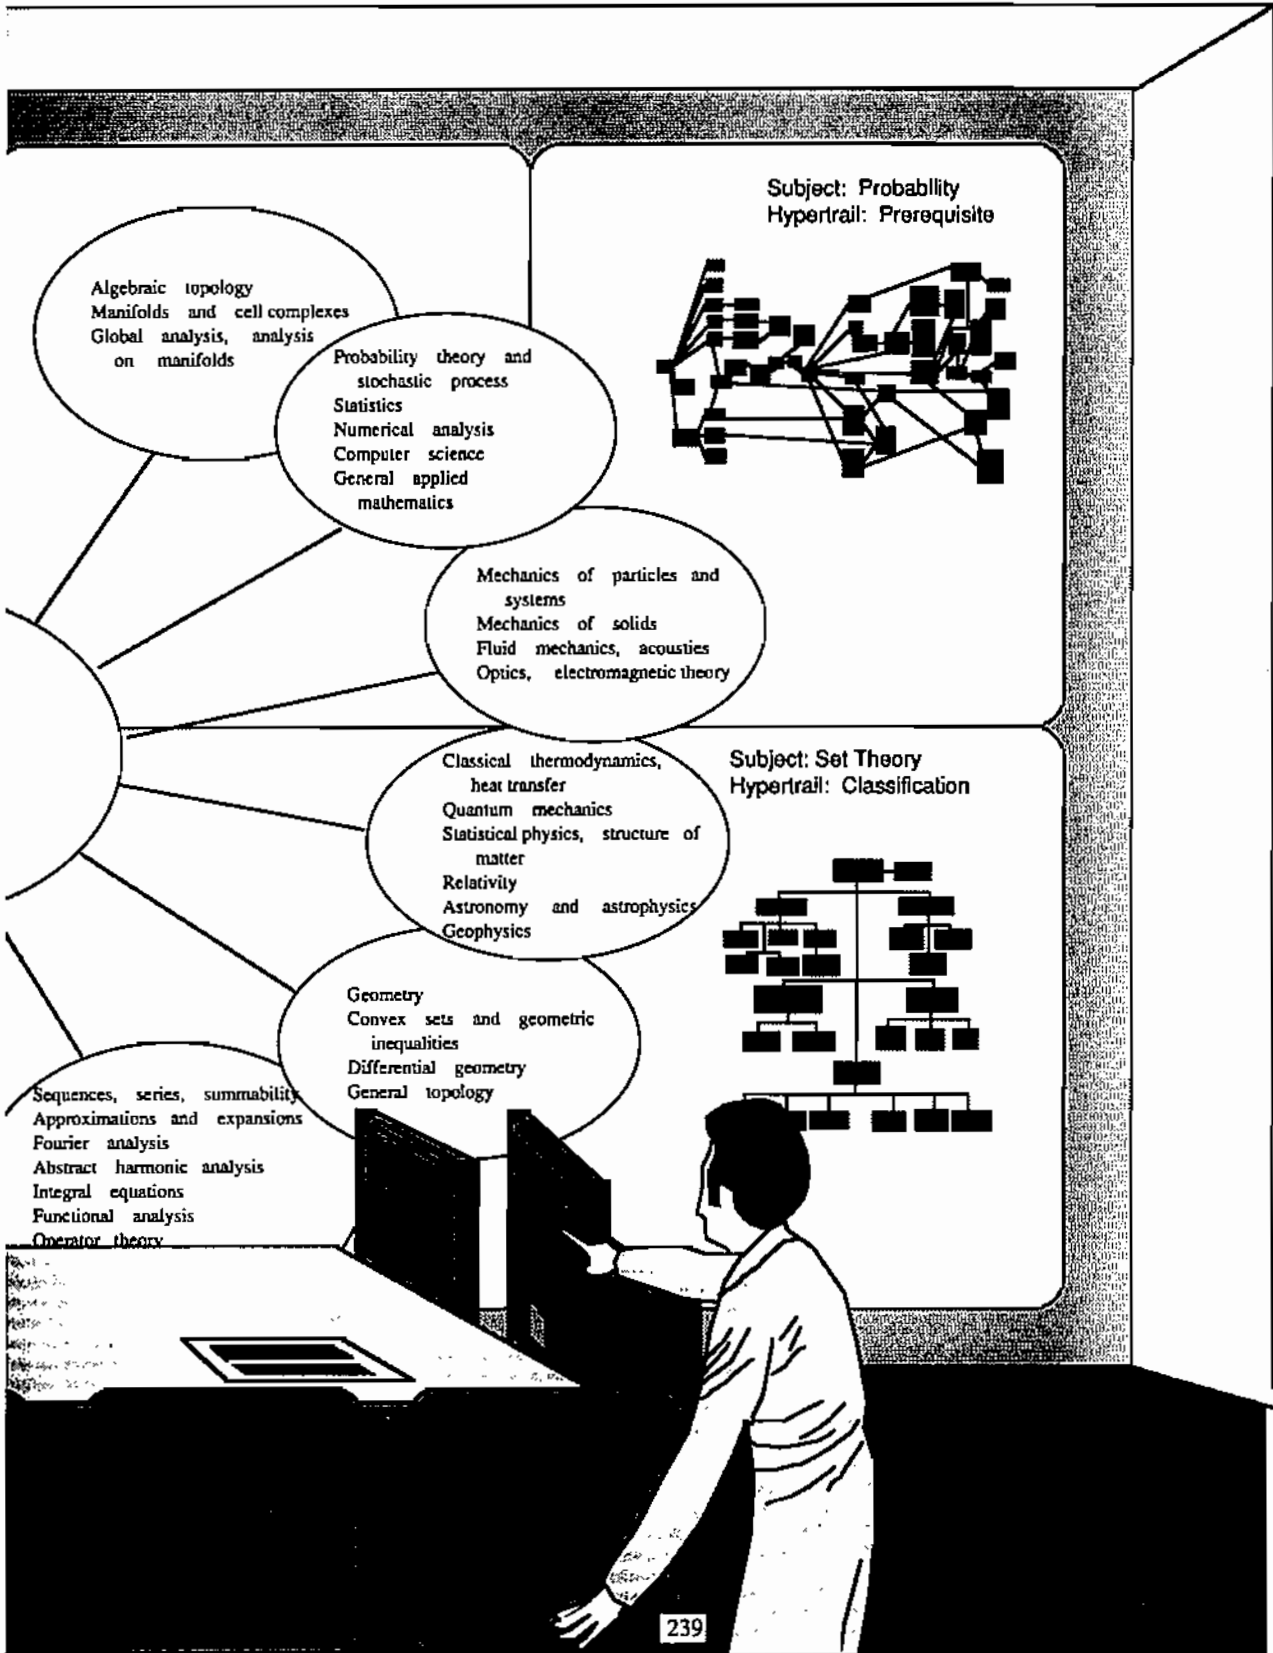 Subject: Probability
Hypertrail: Prerequisite
Algebraic topology
Manifolds and cell complexes
Global analysis, analysis
on manifolds
Probability theory and
stochastic process
Statistics
Numerical analysis
Computer science
General applied
mathematics
Mechanics of particles and
systems
Mechanics of solids
Fluid mechanics, acoustics
Optics, electromagnetic theory
Subject: Set Theory
Hypertrail: Classification
Classical thermodynamics,
heat transfer
Quantum mechanics
Statistical physics, structure of
matter
Relativity
Astronomy and astrophysics
Geophysics
Geometry
Convex sets and geometric
inequalities
Differential geometry
General topology
Sequences, series, summability
Approximations and expansions
Fourier analysis
Abstract harmonic analysis
Integral equations
Functional analysis
Operator theory
239